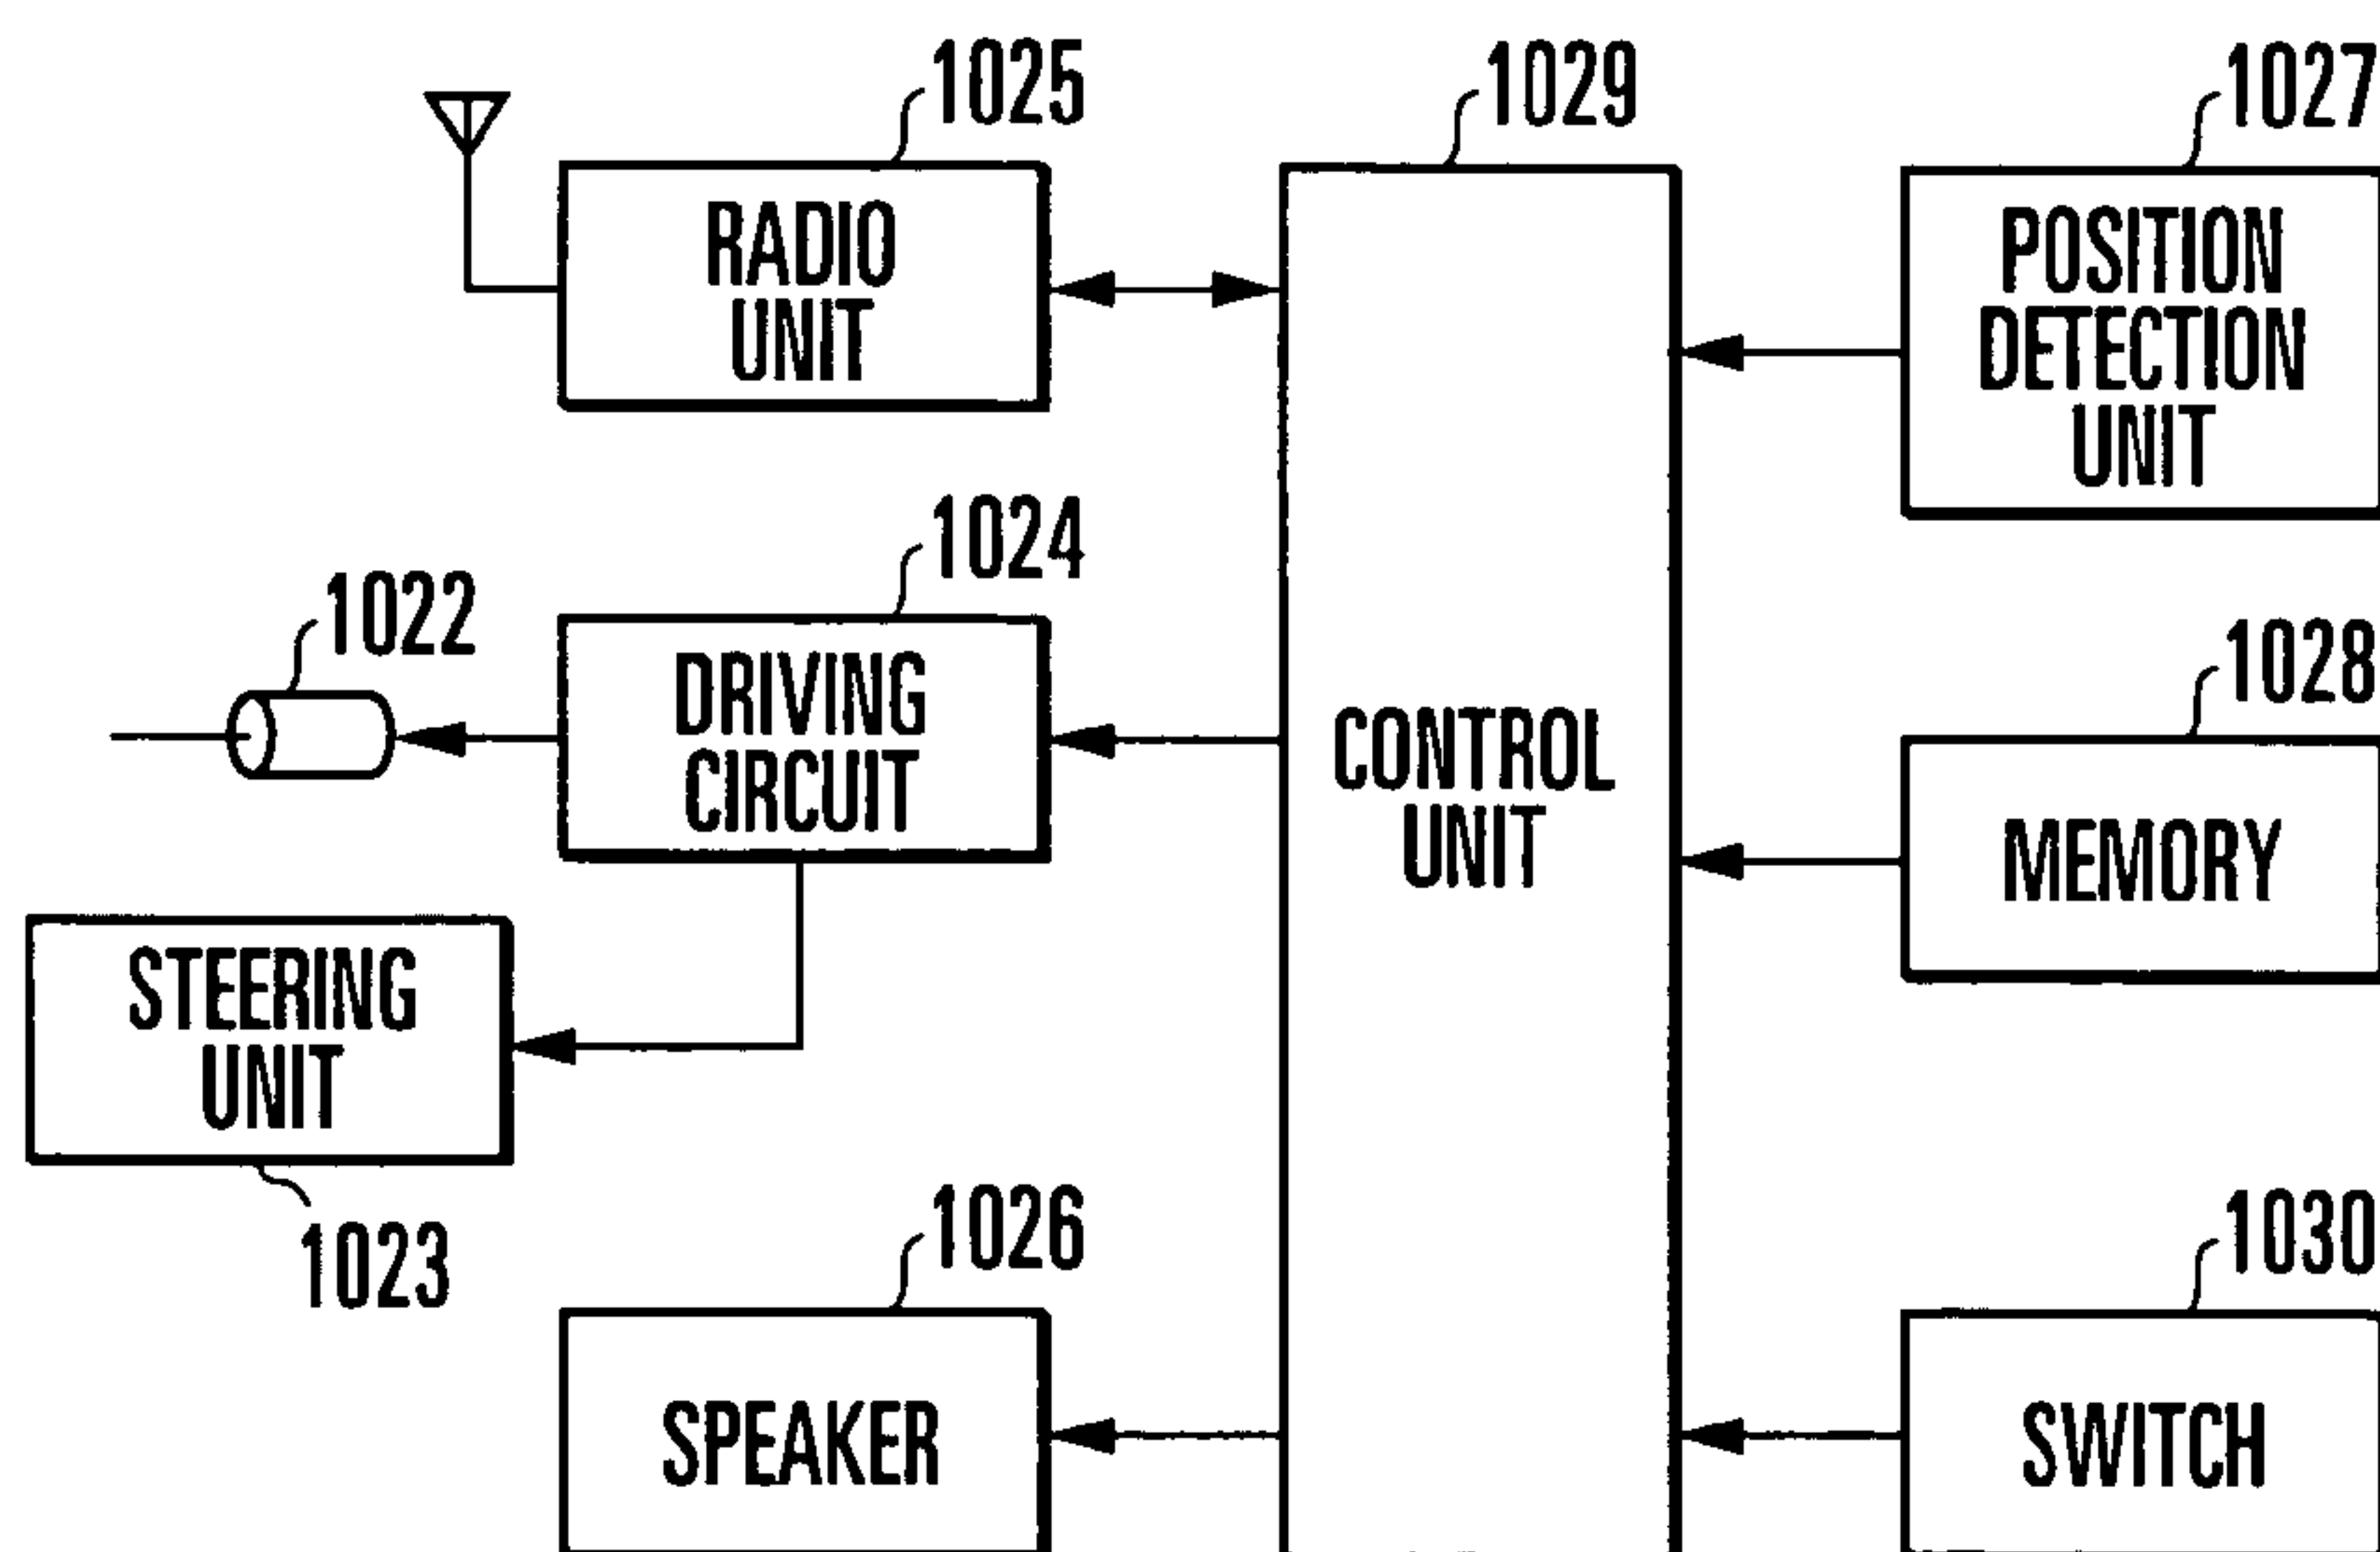 1025
1029
1027
RADIO
UNIT
POSITION
DETECTION
UNIT
1024
1022
1028
DRIVING
CIRCUIT
CONTROL
UNIT
MEMORY
STEERING
UNIT
1023
1026
1030
SPEAKER
SWITCH